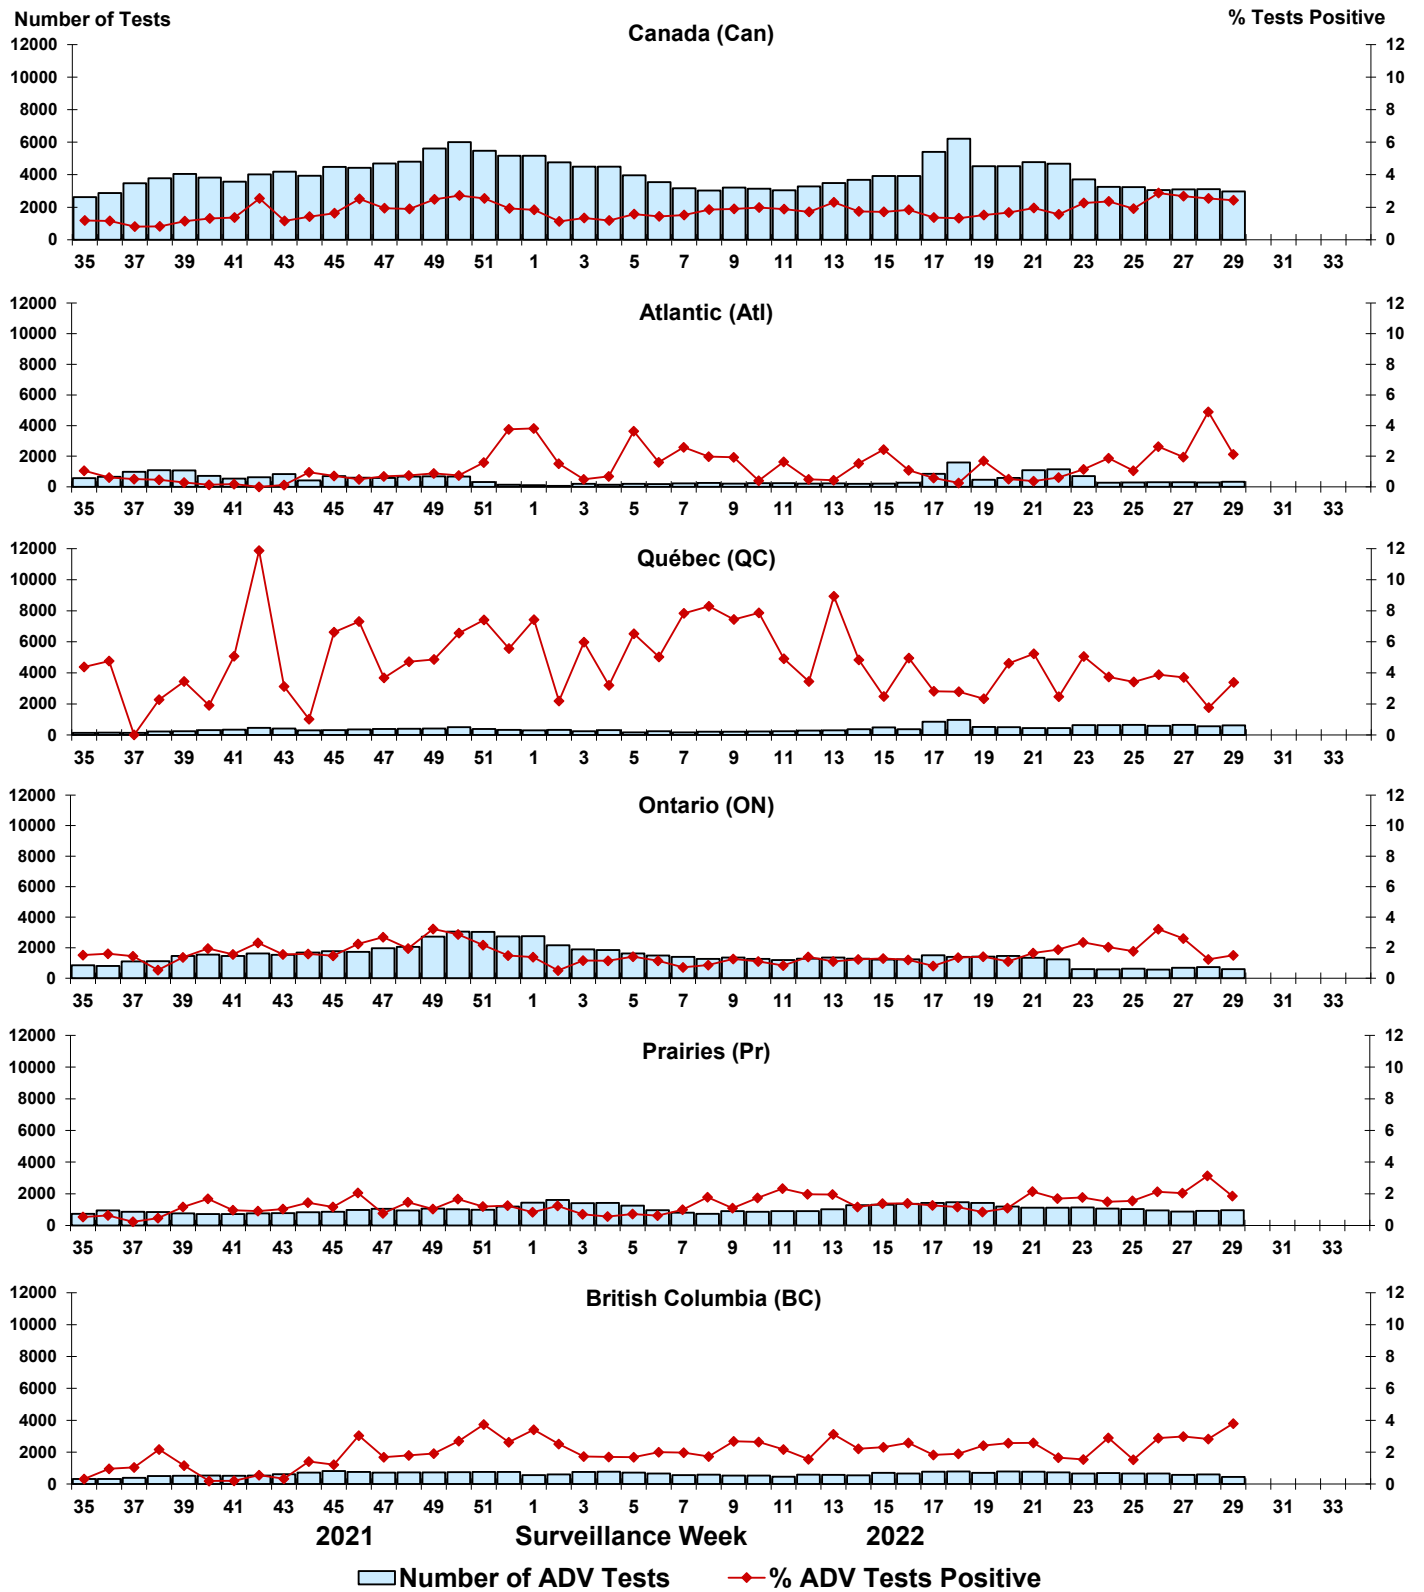 Number of Tests
% Tests Positive
Canada (Can)
12000 12
10000 10
8000 8
6000 6
4000 4
2000 2
0 0
35 37 39 41 43 45 47 49 51 1 3 5 7 9 11 13 15 17 19 21 23 25 27 29 31 33
Atlantic (Atl)
12000 12
10000 10
8000 8
6000 6
4000 4
2000 2
0 0
35 37 39 41 43 45 47 49 51 1 3 5 7 9 11 13 15 17 19 21 23 25 27 29 31 33
Québec (QC)
12000 12
10000 10
8000 8
6000 6
4000 4
2000 2
0 0
35 37 39 41 43 45 47 49 51 1 3 5 7 9 11 13 15 17 19 21 23 25 27 29 31 33
Ontario (ON)
12000 12
10000 10
8000 8
6000 6
4000 4
2000 2
0 0
35 37 39 41 43 45 47 49 51 1 3 5 7 9 11 13 15 17 19 21 23 25 27 29 31 33
Prairies (Pr)
12000 12
10000 10
8000 8
6000 6
4000 4
2000 2
0 0
35 37 39 41 43 45 47 49 51 1 3 5 7 9 11 13 15 17 19 21 23 25 27 29 31 33
British Columbia (BC)
12000 12
10000 10
8000 8
6000 6
4000 4
2000 2
0 0
35 37 39 41 43 45 47 49 51 1 3 5 7 9 11 13 15 17 19 21 23 25 27 29 31 33
2021 Surveillance Week 2022
Number of ADV Tests % ADV Tests Positive